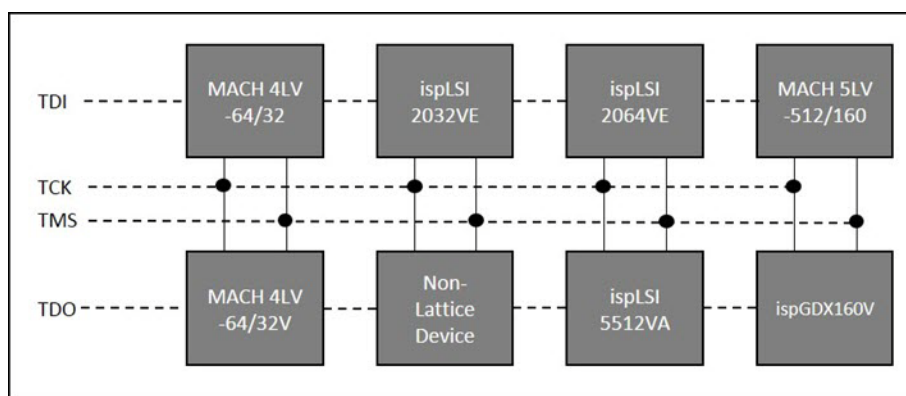 TDI
MACH 4LV
-64/32
ispLSI
2032VE
ispLSI
2064VE
MACH 5LV
-512/160
TCK
TMS
TDO
MACH 4LV
-64/32V
Non-
Lattice
Device
ispLSI
5512VA
ispGDX160V